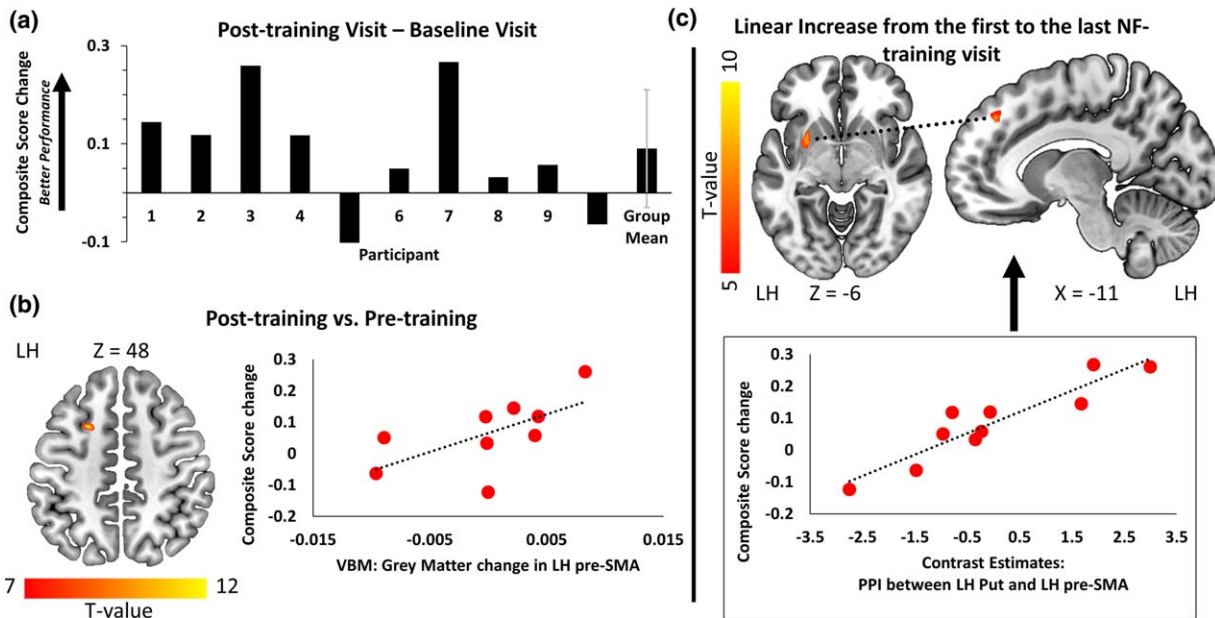 (a)
Post-training Visit – Baseline Visit
Composite Score Change
Better Performance
0.3
0.1
-0.1
1 2 3 4 6 7 8 9 Group
Mean
Participant
(b)
Post-training vs. Pre-training
LH Z = 48
7 12
T-value
Composite Score change
0.3
0.2
0.1
0
-0.1
-0.2
-0.015 -0.005 0.005 0.015
VBM: Grey Matter change in LH pre-SMA
(c)
Linear Increase from the first to the last NF-
training visit
10
T-value
5
LH Z = -6 X = -11 LH
Composite Score change
0.3
0.2
0.1
0
-0.1
-0.2
-3.5 -2.5 -1.5 -0.5 0.5 1.5 2.5 3.5
Contrast Estimates:
PPI between LH Put and LH pre-SMA